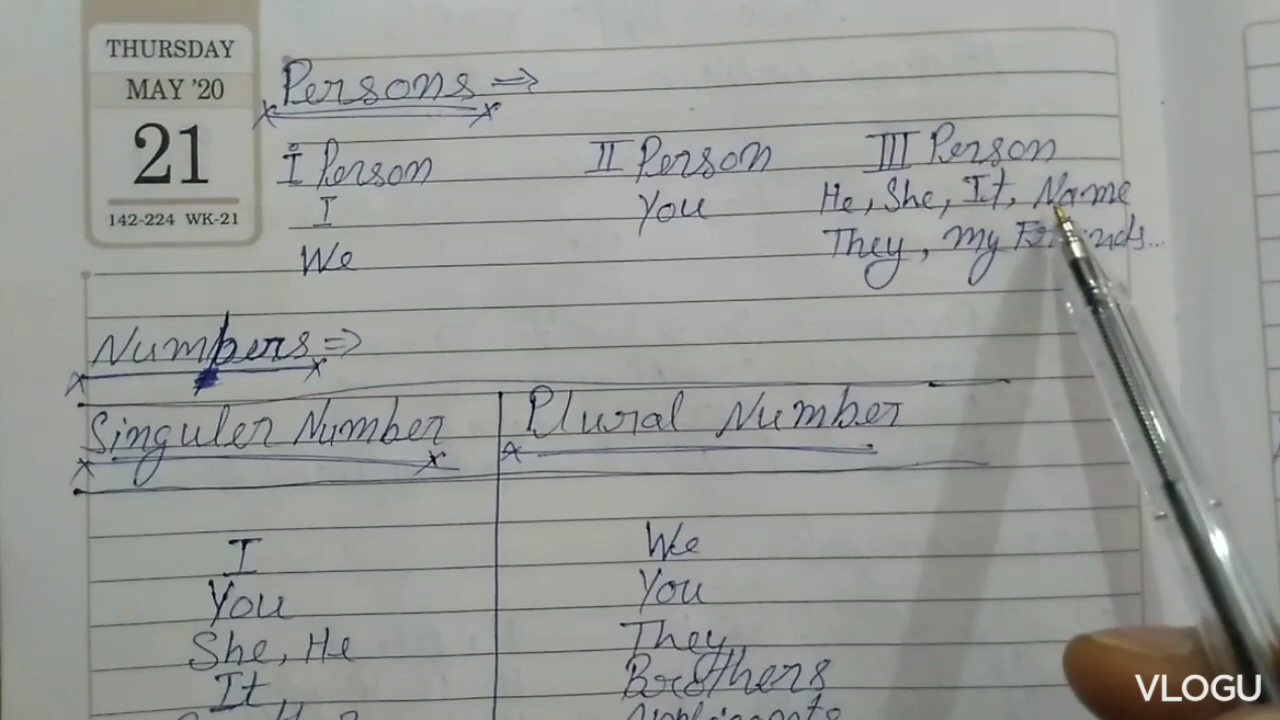 THURSDAY
MAY '20
21
142-224 WK-21
Persons ⇒
I Person II Person III Person
I You He, She, It, Name
We They, My
Numbers ⇒
Singuler Number Plural Number
I We
You You
She, He They
It Brothers
VLOGU